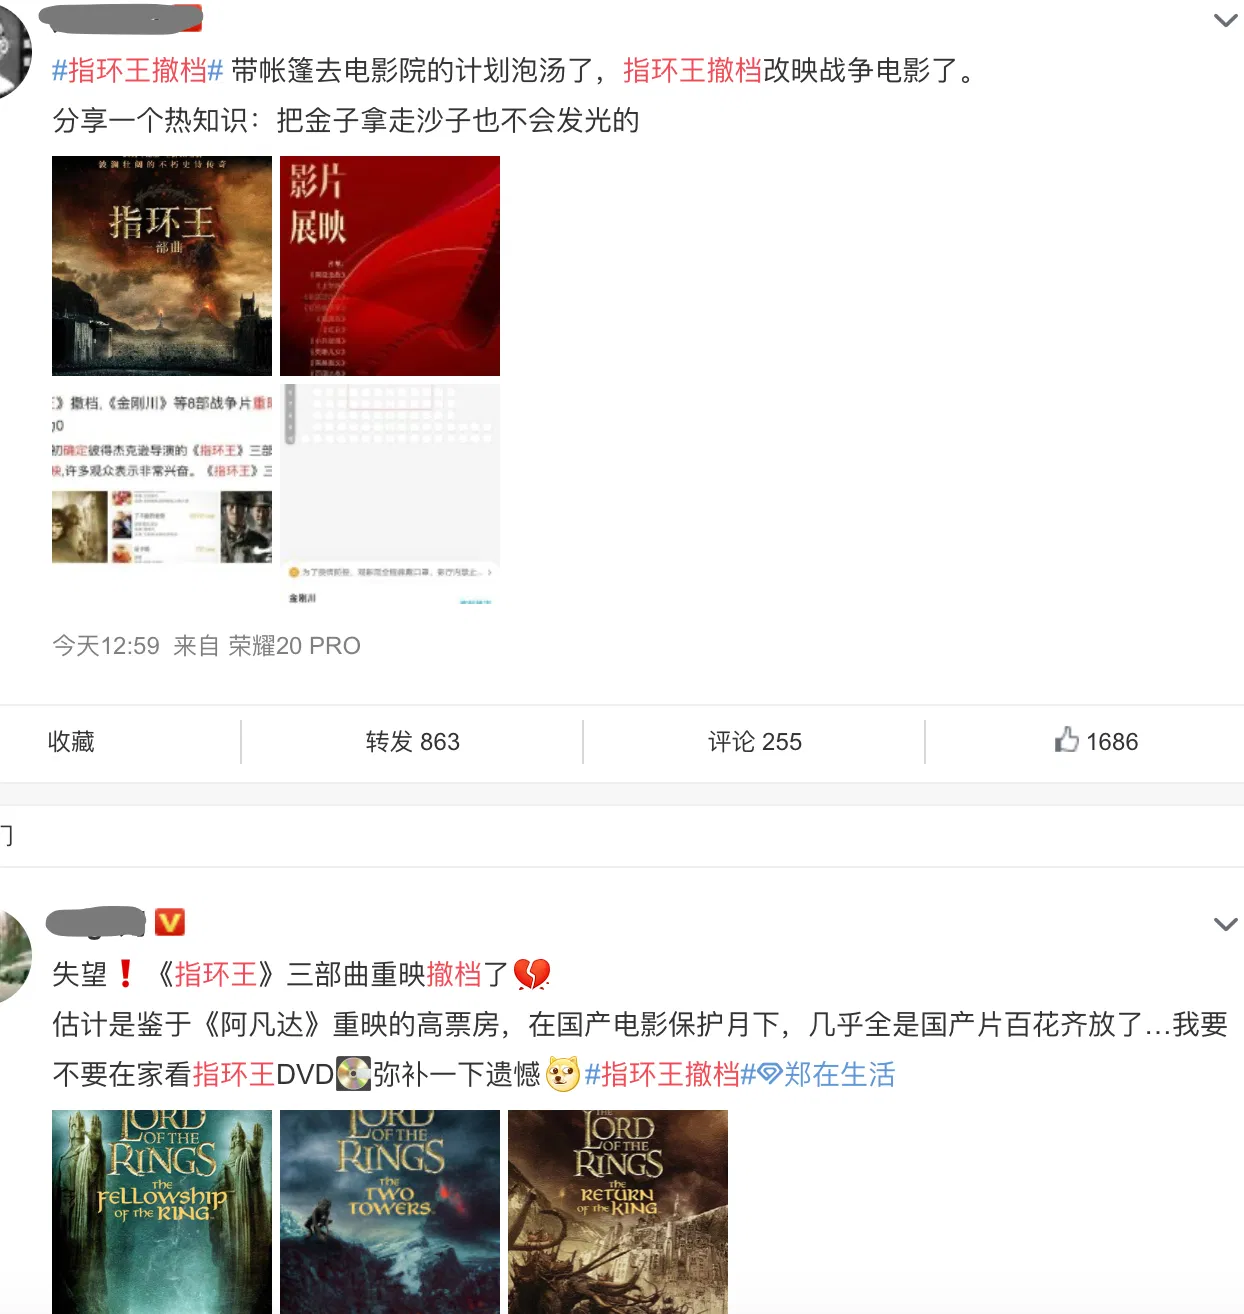 #指环王撤档# 带帐篷去电影院的计划泡汤了，指环王撤档改映战争电影了。
分享一个热知识：把金子拿走沙子也不会发光的
指环王
三部曲
影片
展映
》撤档,《金刚川》等8部战争片重
0
初确定彼得杰克逊导演的《指环王》三部
映,许多观众表示非常兴奋。《指环王》三
金刚川
今天12:59 来自 荣耀20 PRO
收藏
转发 863
评论 255
1686
V
失望❗《指环王》三部曲重映撤档了💔
估计是鉴于《阿凡达》重映的高票房，在国产电影保护月下，几乎全是国产片百花齐放了...我要
不要在家看指环王DVD📀弥补一下遗憾#指环王撤档#郑在生活
LORD
OF THE
RINGS
THE
FELLOWSHIP
OF THE RING
LORD
OF THE
RINGS
THE
TWO
TOWERS
THE
LORD
OF THE
RINGS
THE
RETURN
OF THE KING